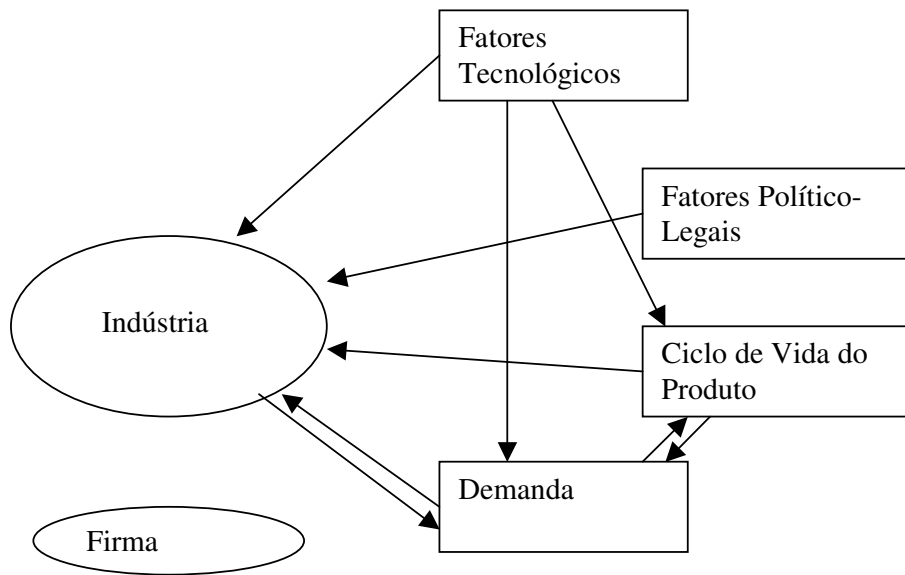 Fatores
Tecnológicos
Fatores Político-
Legais
Indústria
Ciclo de Vida do
Produto
Demanda
Firma